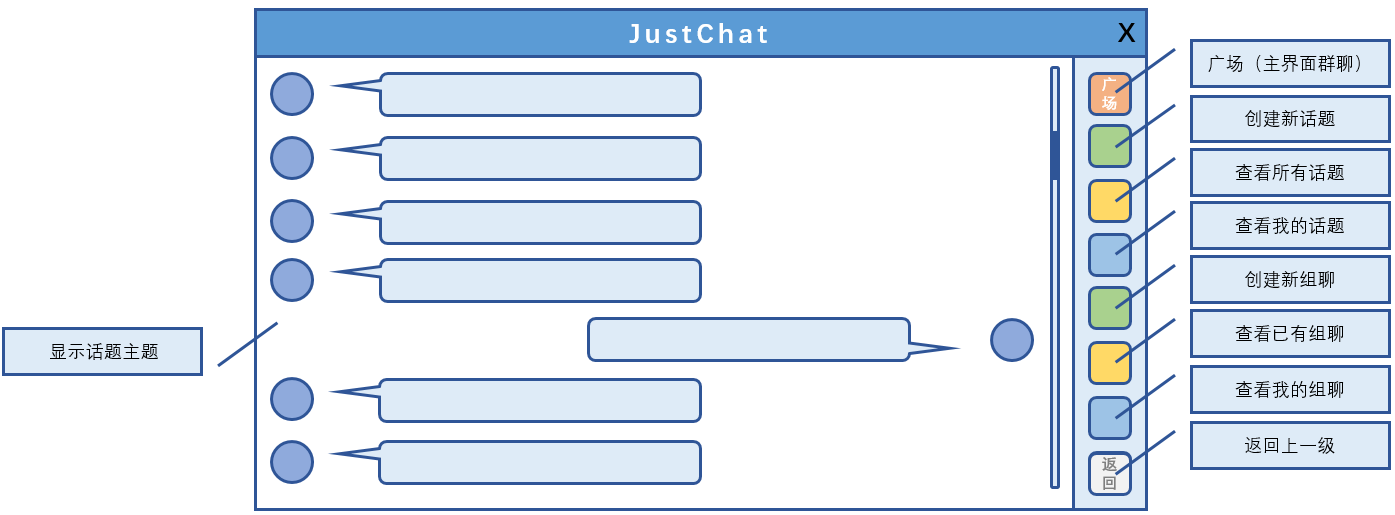 JustChat
X
广
场
返
回
显示话题主题
广场（主界面群聊）
创建新话题
查看所有话题
查看我的话题
创建新组聊
查看已有组聊
查看我的组聊
返回上一级